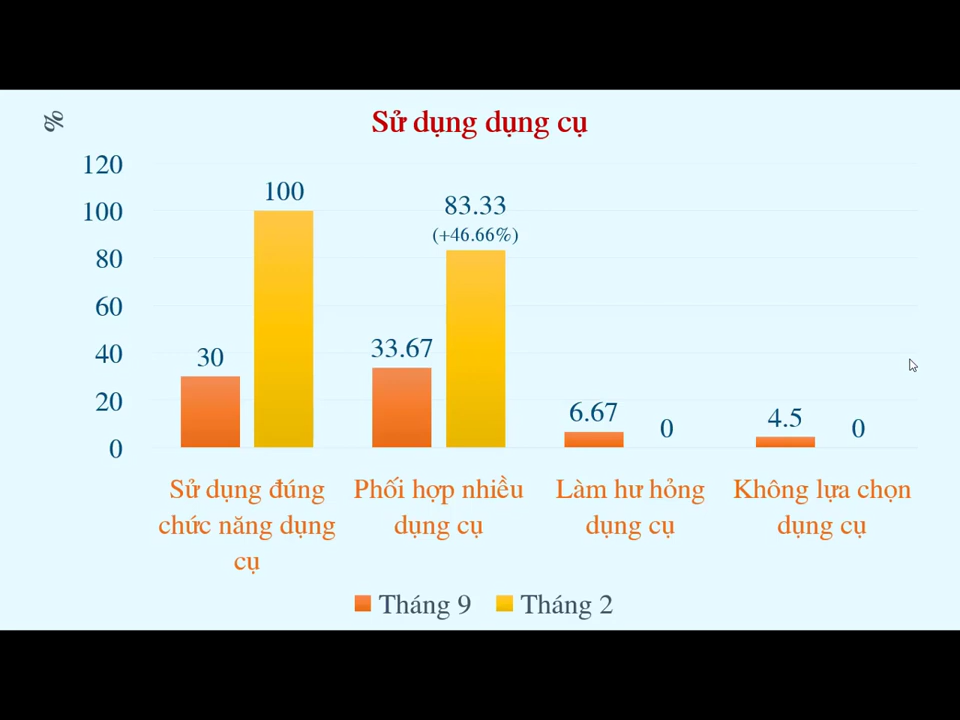 %
Sử dụng dụng cụ
120
100
80
60
40
20
0
30
100
33.67
83.33
(+46.66%)
6.67
0
4.5
0
Sử dụng đúng
chức năng dụng
cụ
Phối hợp nhiều
dụng cụ
Làm hư hỏng
dụng cụ
Không lựa chọn
dụng cụ
Tháng 9
Tháng 2